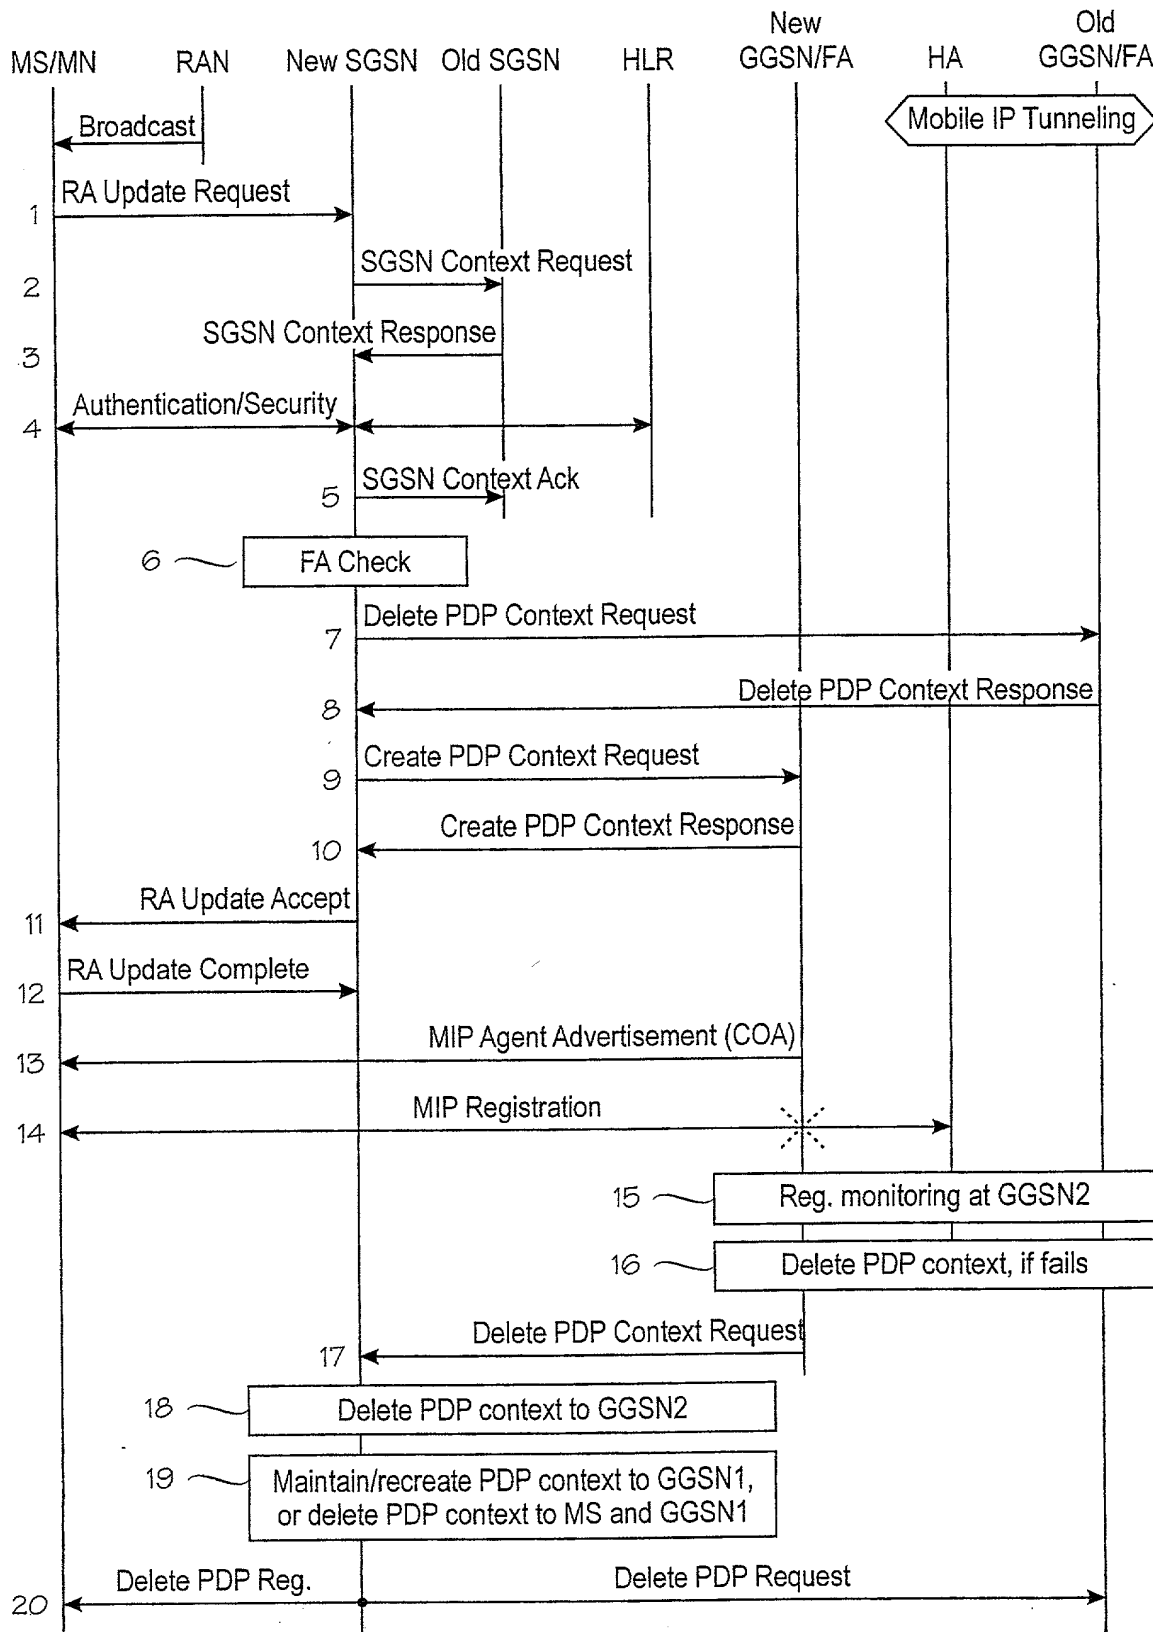 MS/MN RAN New SGSN Old SGSN HLR New GGSN/FA HA Old GGSN/FA
Mobile IP Tunneling
Broadcast
1 RA Update Request
2 SGSN Context Request
3 SGSN Context Response
4 Authentication/Security
5 SGSN Context Ack
6 FA Check
7 Delete PDP Context Request
8 Delete PDP Context Response
9 Create PDP Context Request
10 Create PDP Context Response
11 RA Update Accept
12 RA Update Complete
13 MIP Agent Advertisement (COA)
14 MIP Registration
15 Reg. monitoring at GGSN2
16 Delete PDP context, if fails
17 Delete PDP Context Request
18 Delete PDP context to GGSN2
19 Maintain/recreate PDP context to GGSN1,
or delete PDP context to MS and GGSN1
20 Delete PDP Reg. Delete PDP Request